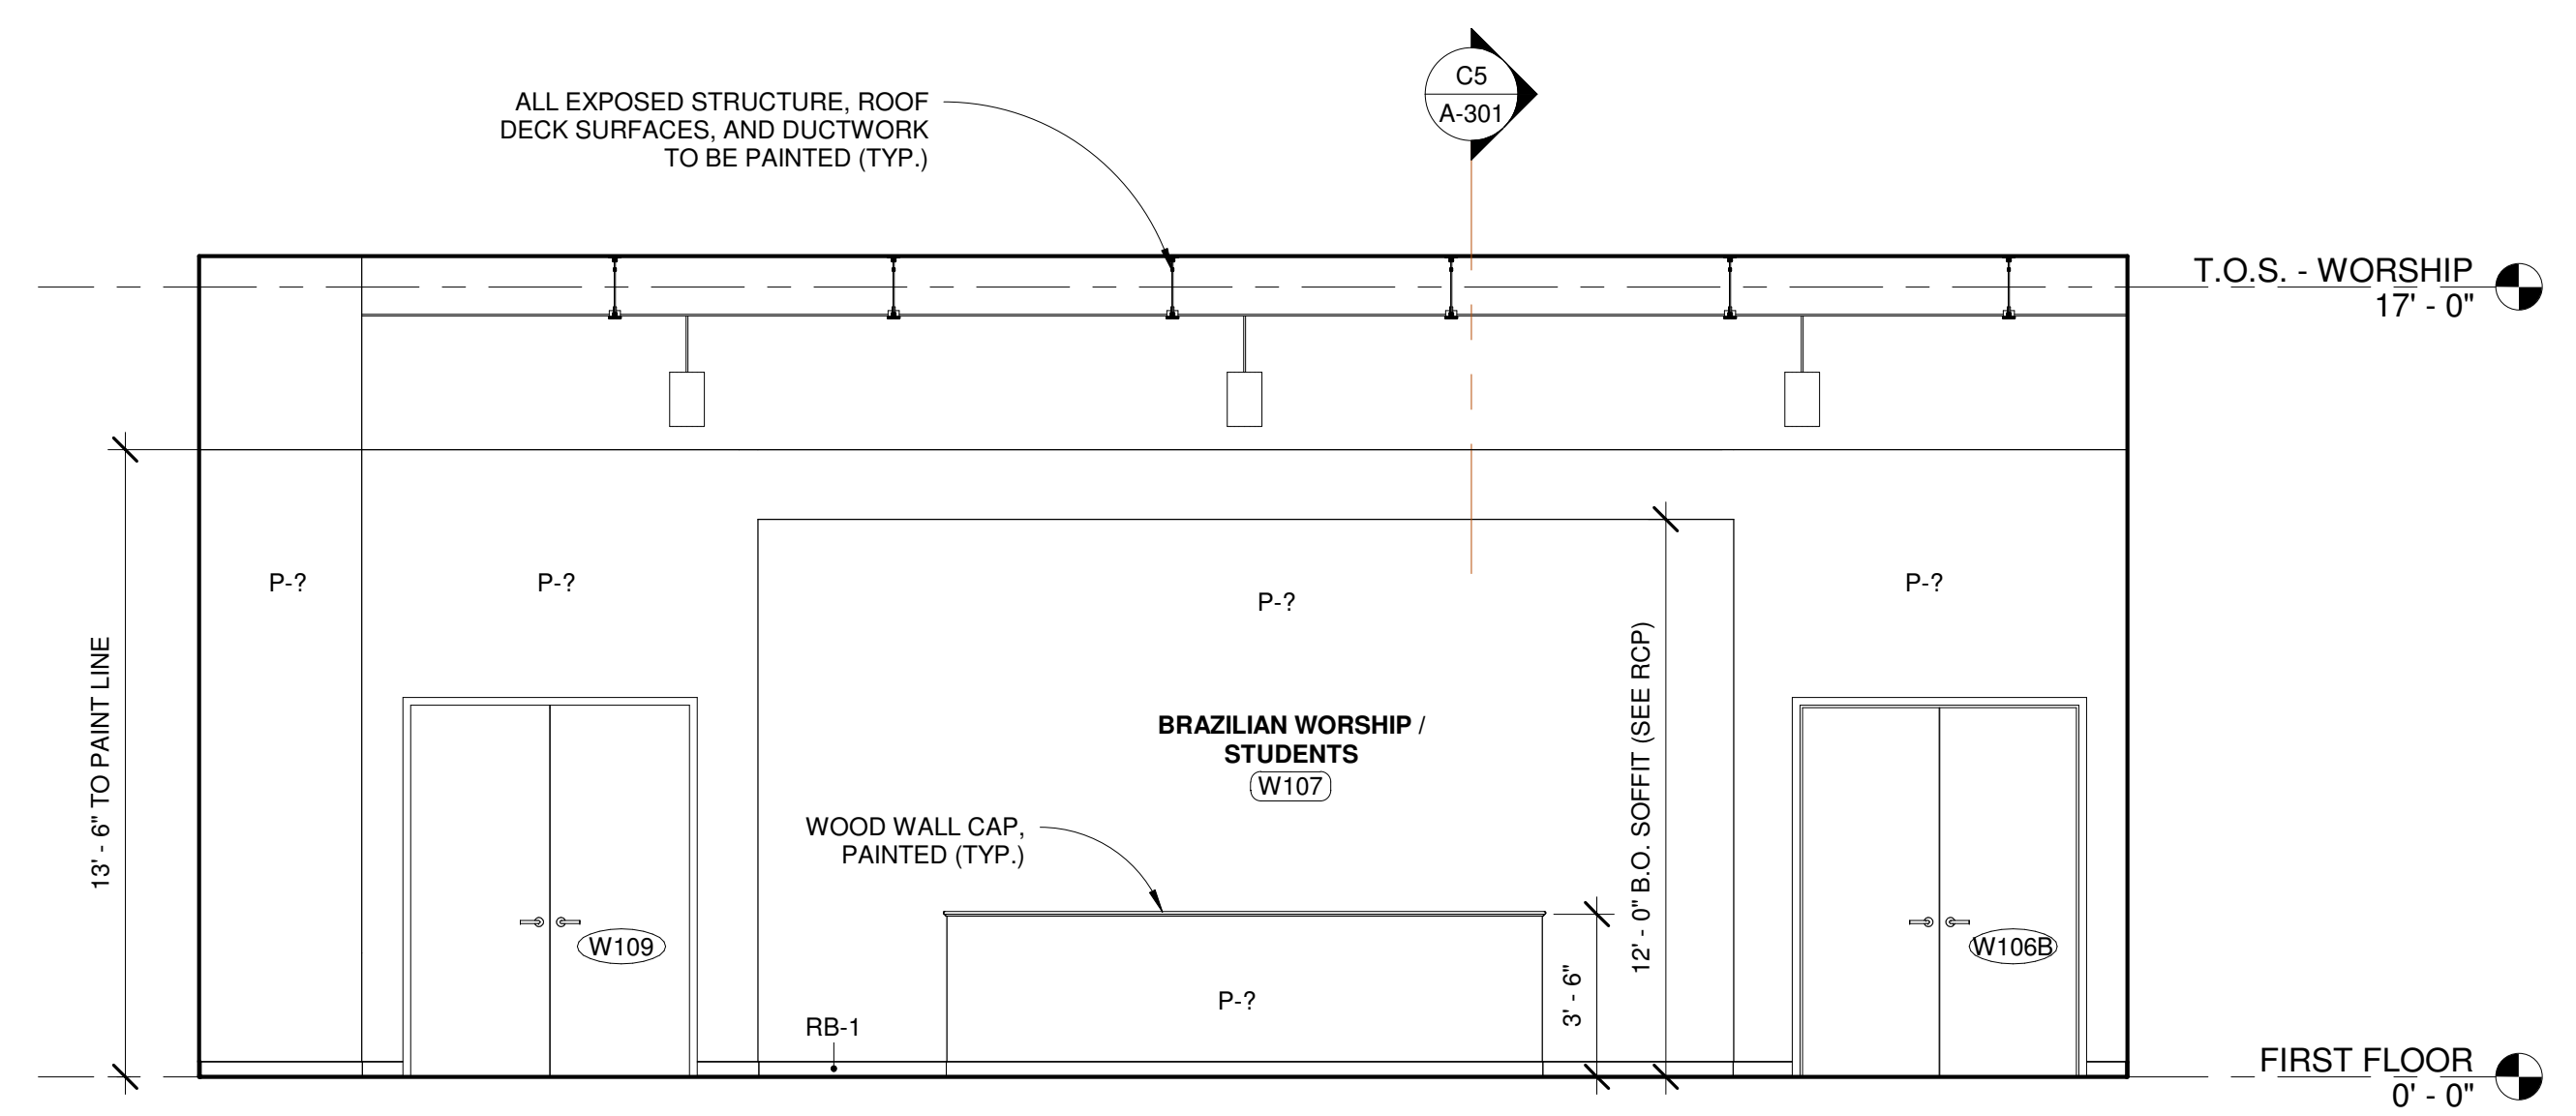 C5
A-301
ALL EXPOSED STRUCTURE, ROOF
DECK SURFACES, AND DUCTWORK
TO BE PAINTED (TYP.)
T.O.S. - WORSHIP
17' - 0"
P-?
P-?
P-?
P-?
13' - 6" TO PAINT LINE
12' - 0" B.O. SOFFIT (SEE RCP)
BRAZILIAN WORSHIP /
STUDENTS
W107
WOOD WALL CAP,
PAINTED (TYP.)
W109
W106B
3' - 6"
P-?
RB-1
FIRST FLOOR
0' - 0"